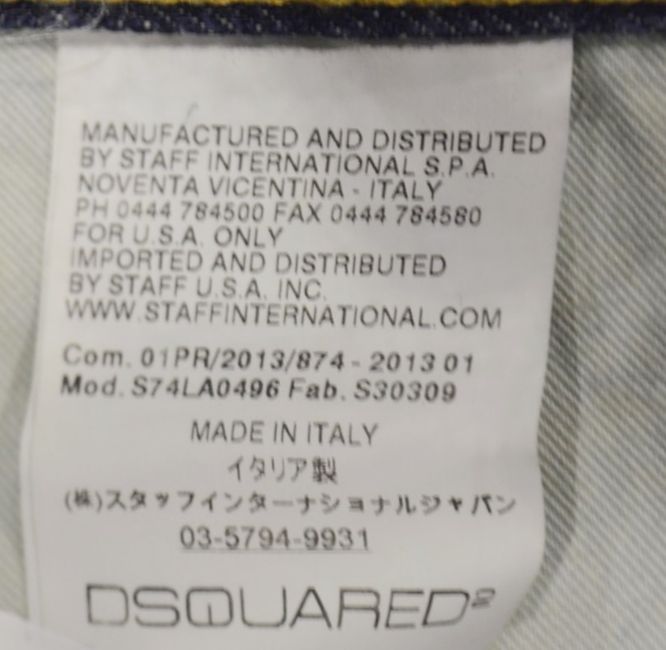 MANUFACTURED AND DISTRIBUTED
BY STAFF INTERNATIONAL S.P.A.
NOVENTA VICENTINA - ITALY
PH 0444 784500 FAX 0444 784580
FOR U.S.A. ONLY
IMPORTED AND DISTRIBUTED
BY STAFF U.S.A. INC.
WWW.STAFFINTERNATIONAL.COM
Com. 01PR/2013/874 - 2013 01
Mod. S74LA0496 Fab. S30309
MADE IN ITALY
イタリア製
(株)スタッフインターナショナルジャパン
03-5794-9931
DSQUARED²